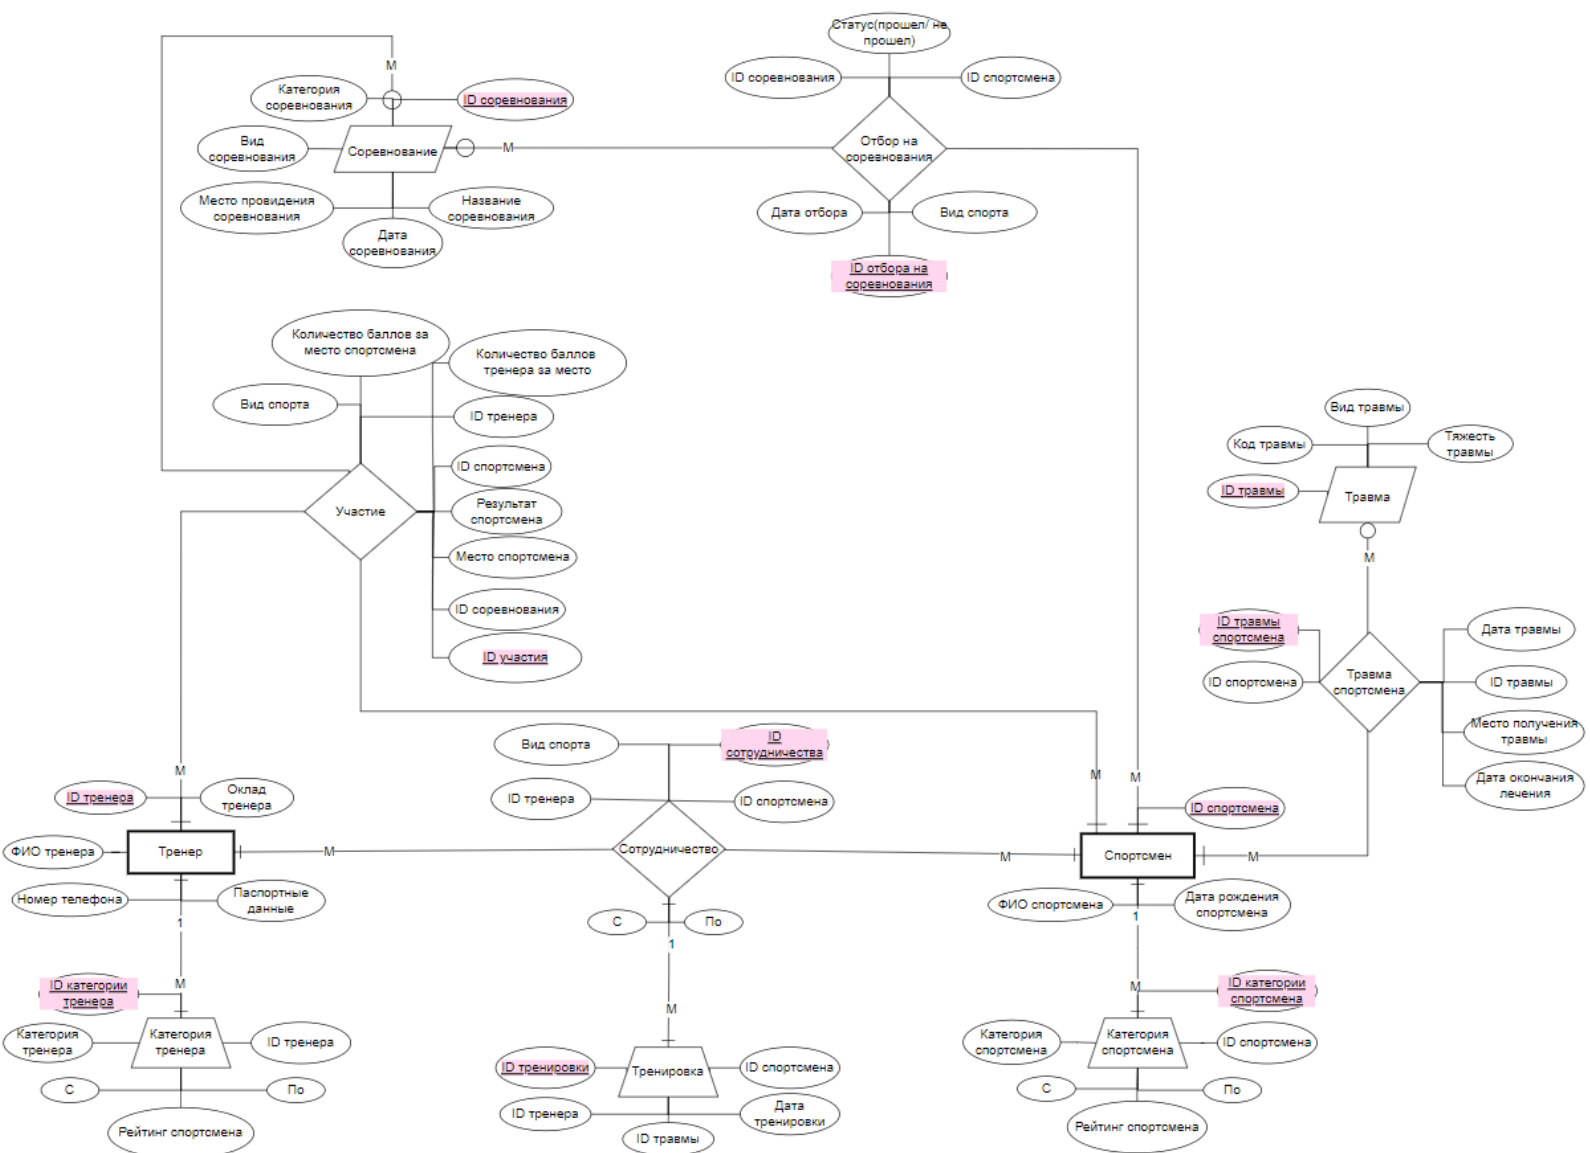 Статус(прошел/ не
прошел)
ID соревнования
ID спортсмена
Отбор на
соревнования
Дата отбора
Вид спорта
ID отбора на
соревнования
М
Категория
соревнования
ID соревнования
Вид
соревнования
Соревнование
М
Место провидения
соревнования
Название
соревнования
Дата
соревнования
Количество баллов за
место спортсмена
Количество баллов
тренера за место
Вид спорта
ID тренера
ID спортсмена
Результат
спортсмена
Участие
Место спортсмена
ID соревнования
ID участия
Вид травмы
Код травмы
Тяжесть
травмы
ID травмы
Травма
М
ID травмы
спортсмена
Дата травмы
ID спортсмена
Травма
спортсмена
ID травмы
Место получения
травмы
Дата окончания
лечения
Вид спорта
ID
сотрудничества
ID тренера
ID спортсмена
Сотрудничество
М
М
С
По
1
М
М
ID тренера
Оклад
тренера
ФИО тренера
Тренер
Номер телефона
Паспортные
данные
1
М
М
М
ID спортсмена
Спортсмен
М
ФИО спортсмена
Дата рождения
спортсмена
1
М
ID категории
тренера
Категория
тренера
Категория
тренера
ID тренера
С
По
Рейтинг спортсмена
ID тренировки
Тренировка
ID спортсмена
ID тренера
Дата
тренировки
ID травмы
ID категории
спортсмена
Категория
спортсмена
Категория
спортсмена
ID спортсмена
С
По
Рейтинг спортсмена